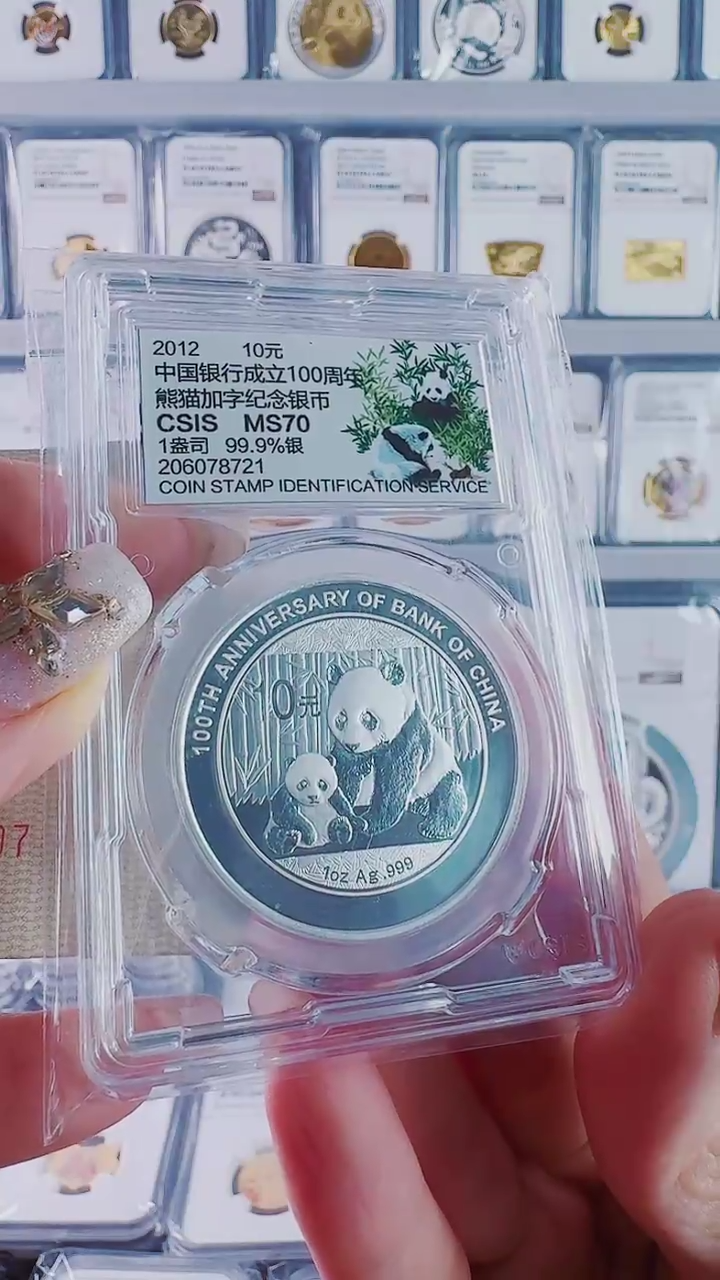 2012 10元
中国银行成立100周年
熊猫加字纪念银币
CSIS MS70
1盎司 99.9%银
206078721
COIN STAMP IDENTIFICATION SERVICE
100TH ANNIVERSARY OF BANK OF CHINA
10元
1oz Ag .999